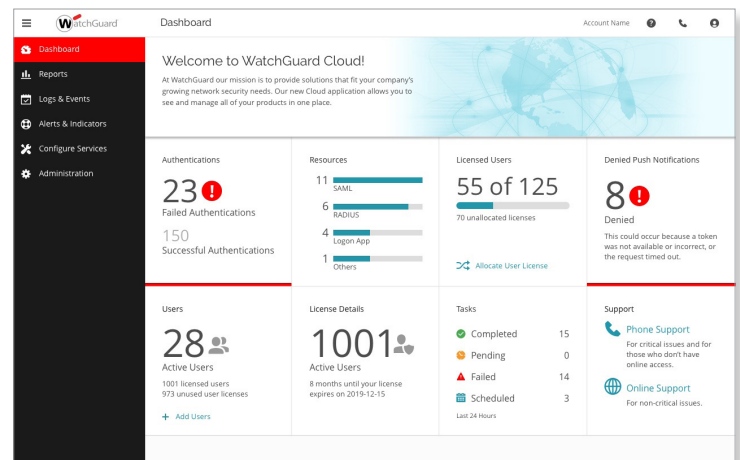 WatchGuard
Dashboard
Account Name
Dashboard
Reports
Logs & Events
Alerts & Indicators
Configure Services
Administration
Welcome to WatchGuard Cloud!
At WatchGuard our mission is to provide solutions that fit your company's
growing network security needs. Our new Cloud application allows you to
see and manage all of your products in one place.
Authentications
23
Failed Authentications
150
Successful Authentications
Resources
11
SAML
6
RADIUS
4
Logon App
1
Others
Licensed Users
55 of 125
70 unallocated licenses
Allocate User License
Denied Push Notifications
8
Denied
This could occur because a token
was not available or incorrect, or
the request timed out.
Users
28
Active Users
1001 licensed users
973 unused user licenses
+ Add Users
License Details
1001
Active Users
8 months until your license
expires on 2019-12-15
Tasks
Completed 15
Pending 0
Failed 14
Scheduled 3
Last 24 Hours
Support
Phone Support
For critical issues and for
those who don't have
online access.
Online Support
For non-critical issues.